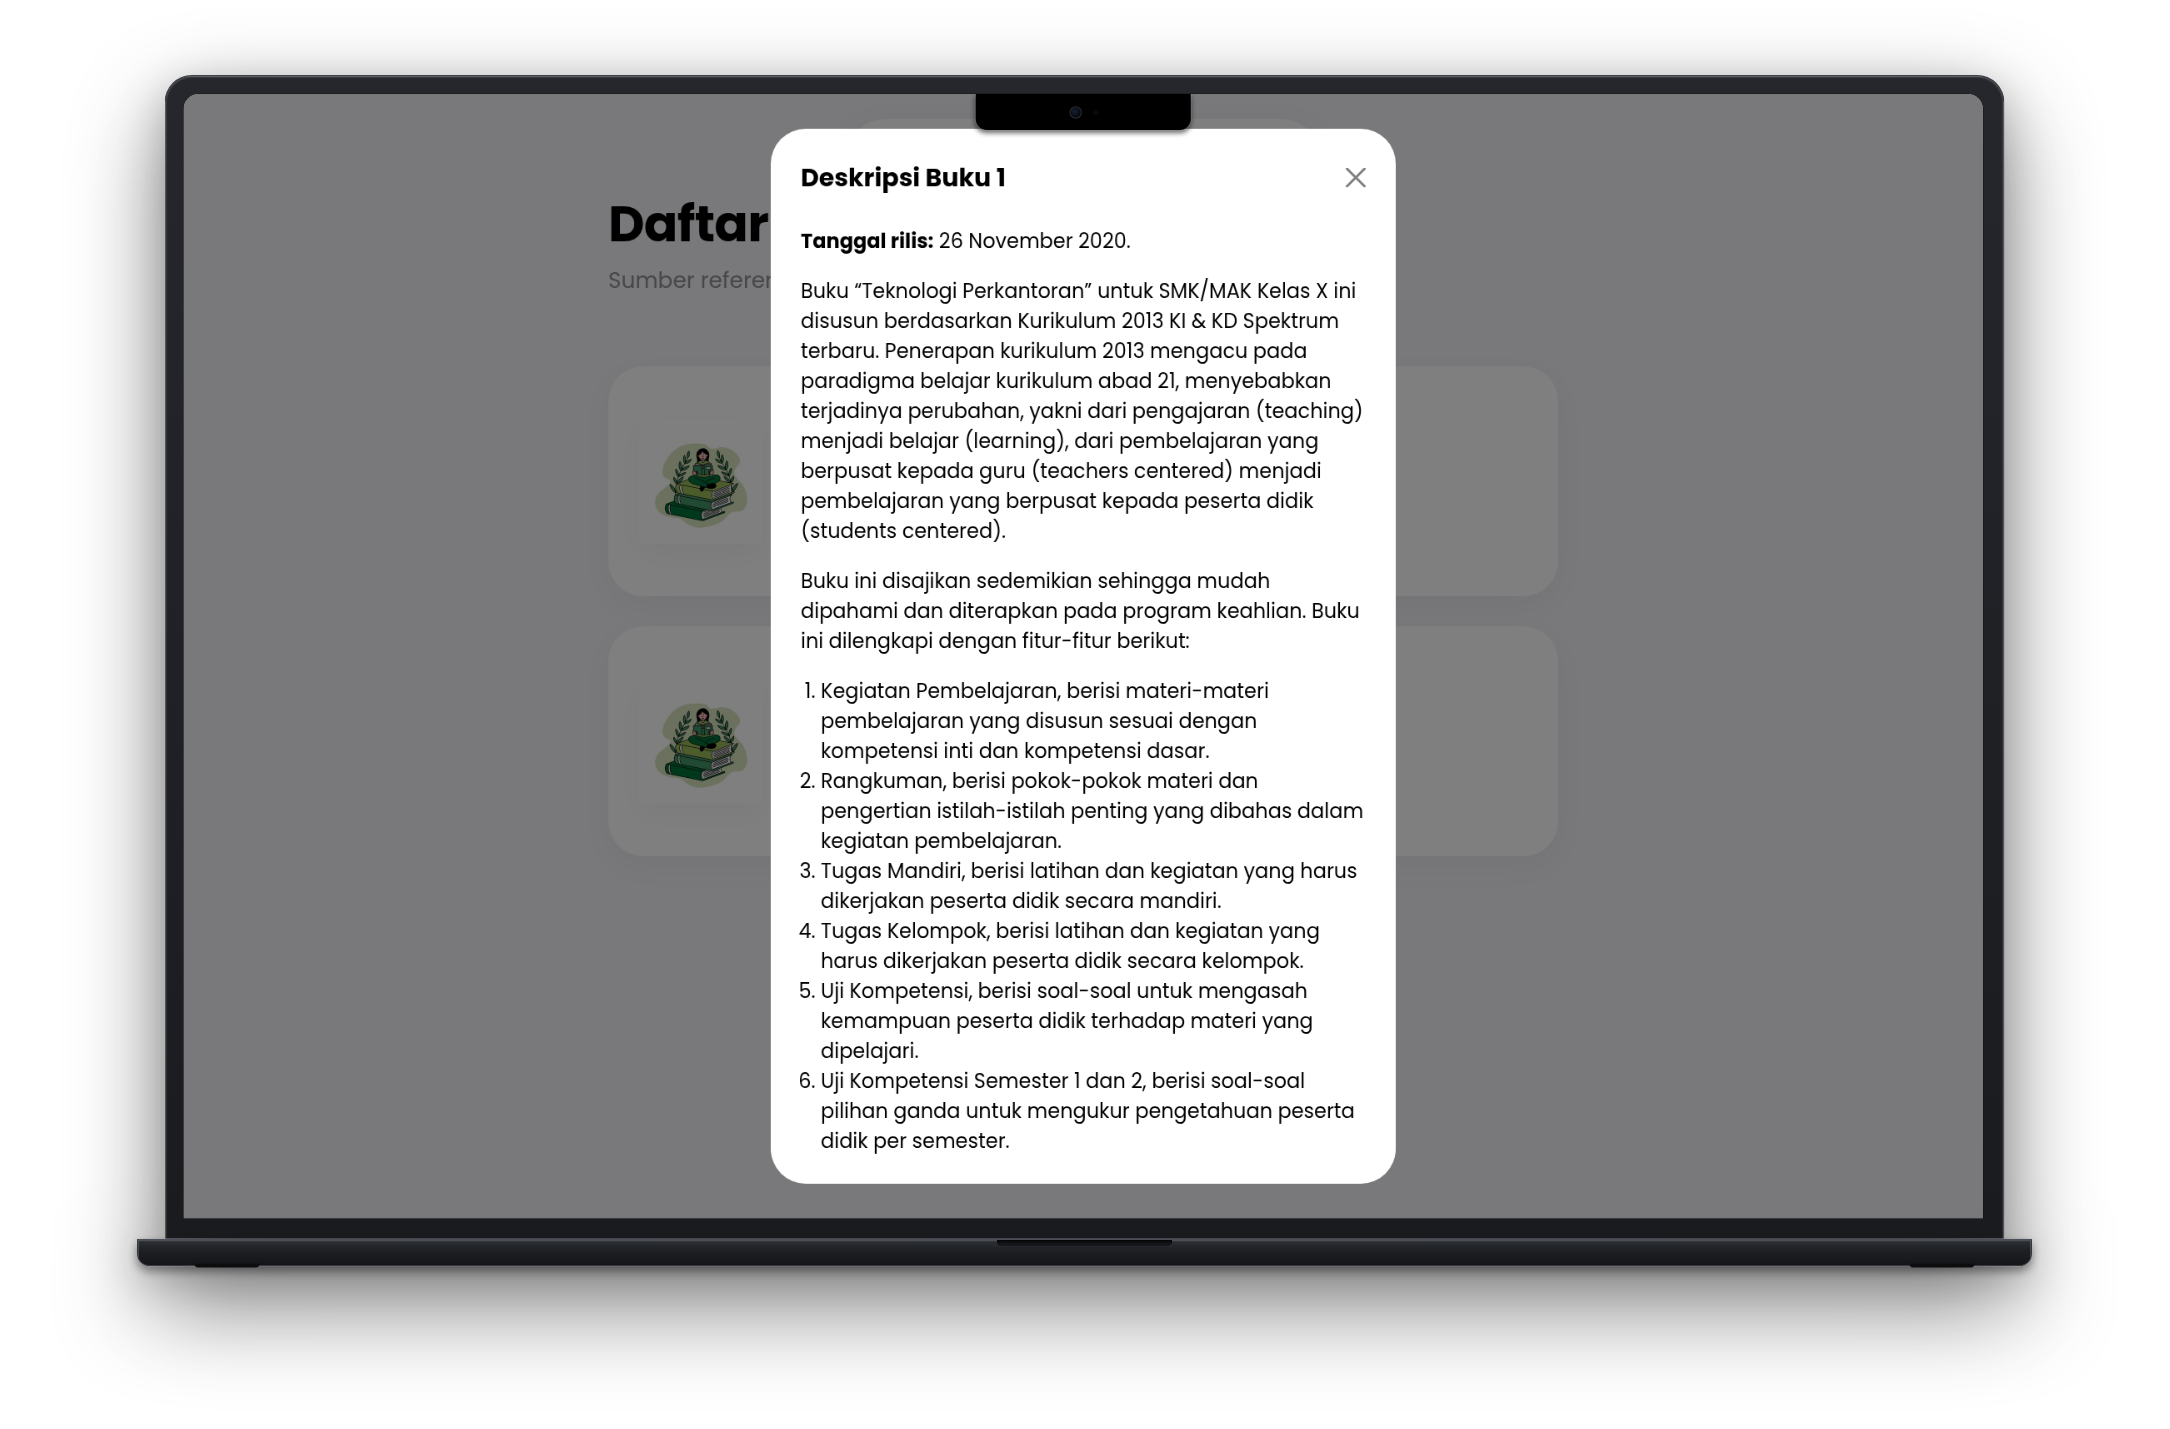 Deskripsi Buku 1
Daftar
Sumber referen
Tanggal rilis: 26 November 2020.
Buku “Teknologi Perkantoran” untuk SMK/MAK Kelas X ini
disusun berdasarkan Kurikulum 2013 KI & KD Spektrum
terbaru. Penerapan kurikulum 2013 mengacu pada
paradigma belajar kurikulum abad 21, menyebabkan
terjadinya perubahan, yakni dari pengajaran (teaching)
menjadi belajar (learning), dari pembelajaran yang
berpusat kepada guru (teachers centered) menjadi
pembelajaran yang berpusat kepada peserta didik
(students centered).
Buku ini disajikan sedemikian sehingga mudah
dipahami dan diterapkan pada program keahlian. Buku
ini dilengkapi dengan fitur-fitur berikut:
1. Kegiatan Pembelajaran, berisi materi-materi
pembelajaran yang disusun sesuai dengan
kompetensi inti dan kompetensi dasar.
2. Rangkuman, berisi pokok-pokok materi dan
pengertian istilah-istilah penting yang dibahas dalam
kegiatan pembelajaran.
3. Tugas Mandiri, berisi latihan dan kegiatan yang harus
dikerjakan peserta didik secara mandiri.
4. Tugas Kelompok, berisi latihan dan kegiatan yang
harus dikerjakan peserta didik secara kelompok.
5. Uji Kompetensi, berisi soal-soal untuk mengasah
kemampuan peserta didik terhadap materi yang
dipelajari.
6. Uji Kompetensi Semester 1 dan 2, berisi soal-soal
pilihan ganda untuk mengukur pengetahuan peserta
didik per semester.